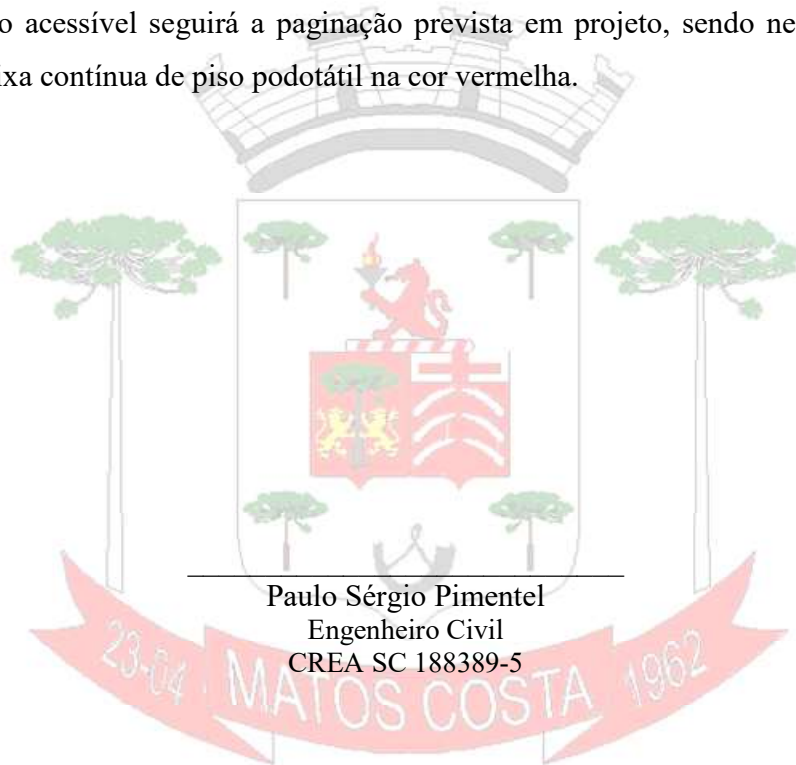 o acessível seguirá a paginação prevista em projeto, sendo ne
ixa contínua de piso podotátil na cor vermelha.
Paulo Sérgio Pimentel
Engenheiro Civil
CREA SC 188389-5
23-04 MATOS COSTA 1962